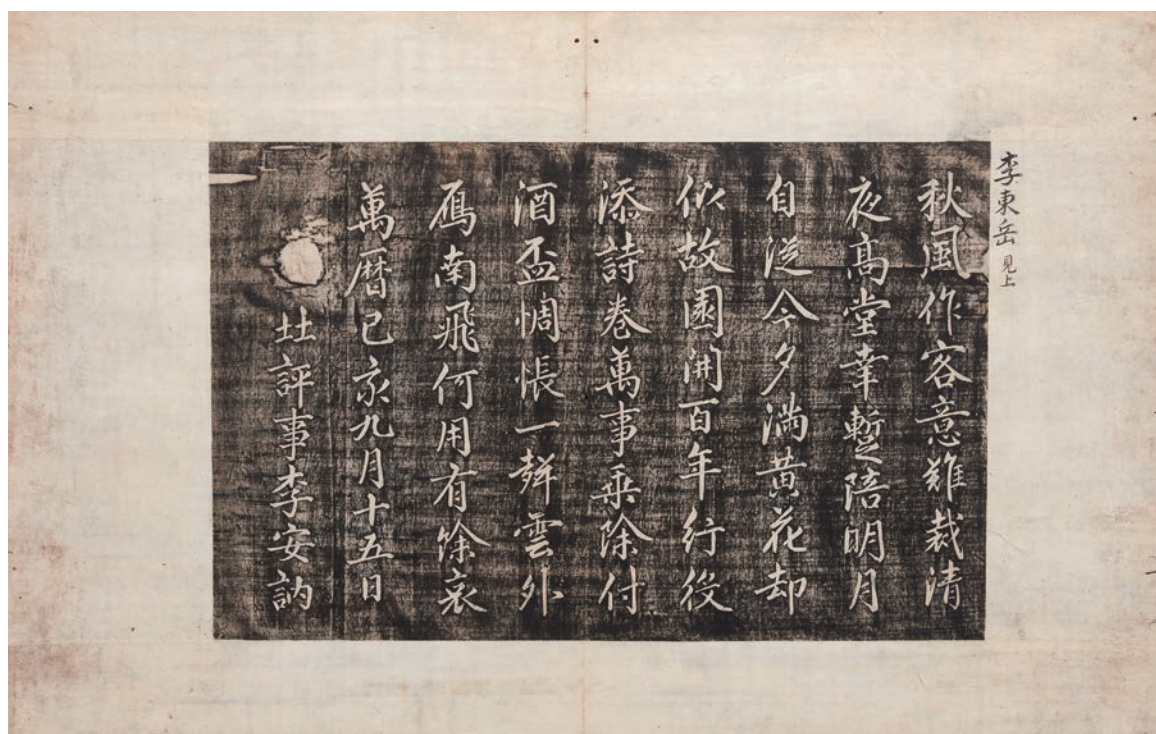 李東岳 見上
秋風作客意難裁清
夜高堂幸暫陪明月
自從今夕滿黃花却
依故園開百年行役
添詩卷萬事乘除付
酒盃惆悵一聲雲外
鴈南飛何用有餘哀
萬曆己亥九月十五日
北評事李安訥